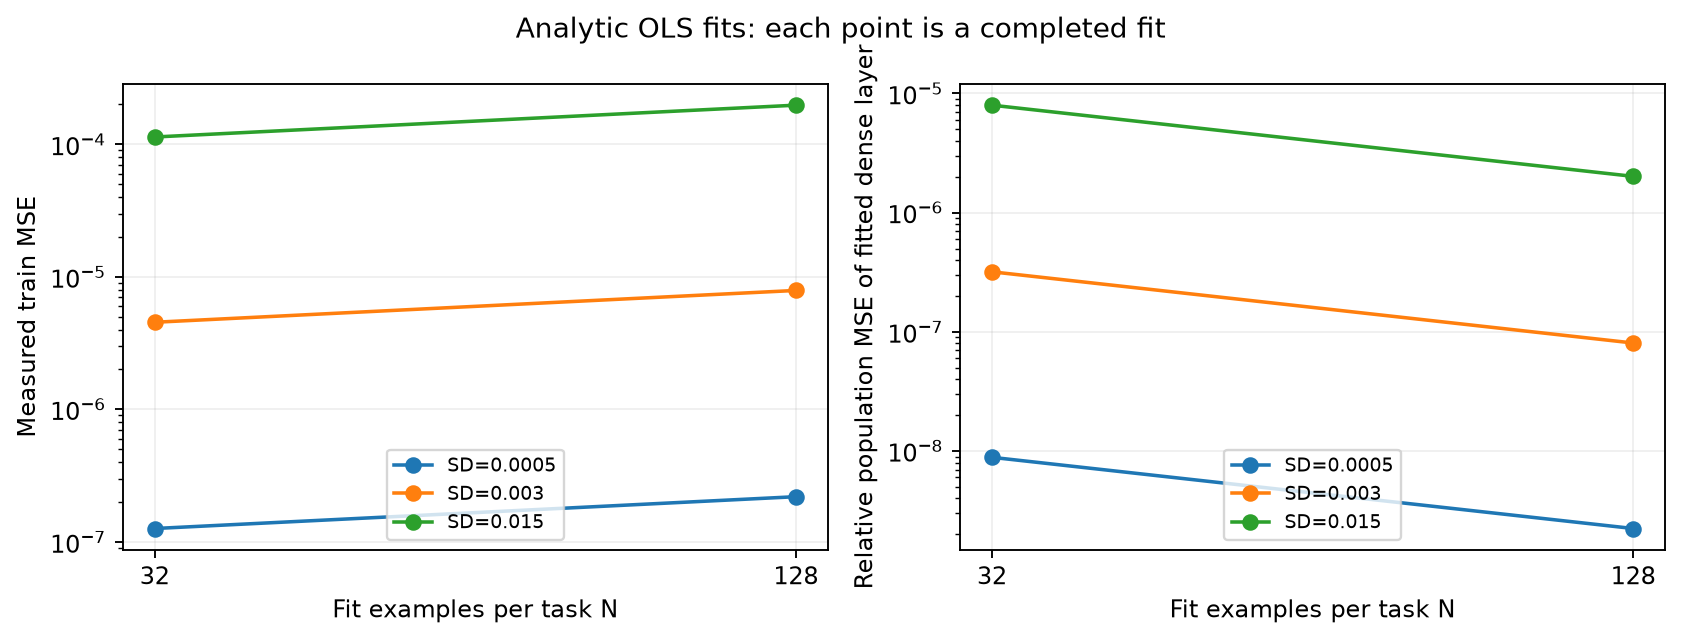 Analytic OLS fits: each point is a completed fit
Measured train MSE
10⁻⁴
10⁻⁵
10⁻⁶
10⁻⁷
SD=0.0005
SD=0.003
SD=0.015
32
128
Fit examples per task N
Relative population MSE of fitted dense layer
10⁻⁵
10⁻⁶
10⁻⁷
10⁻⁸
SD=0.0005
SD=0.003
SD=0.015
32
128
Fit examples per task N